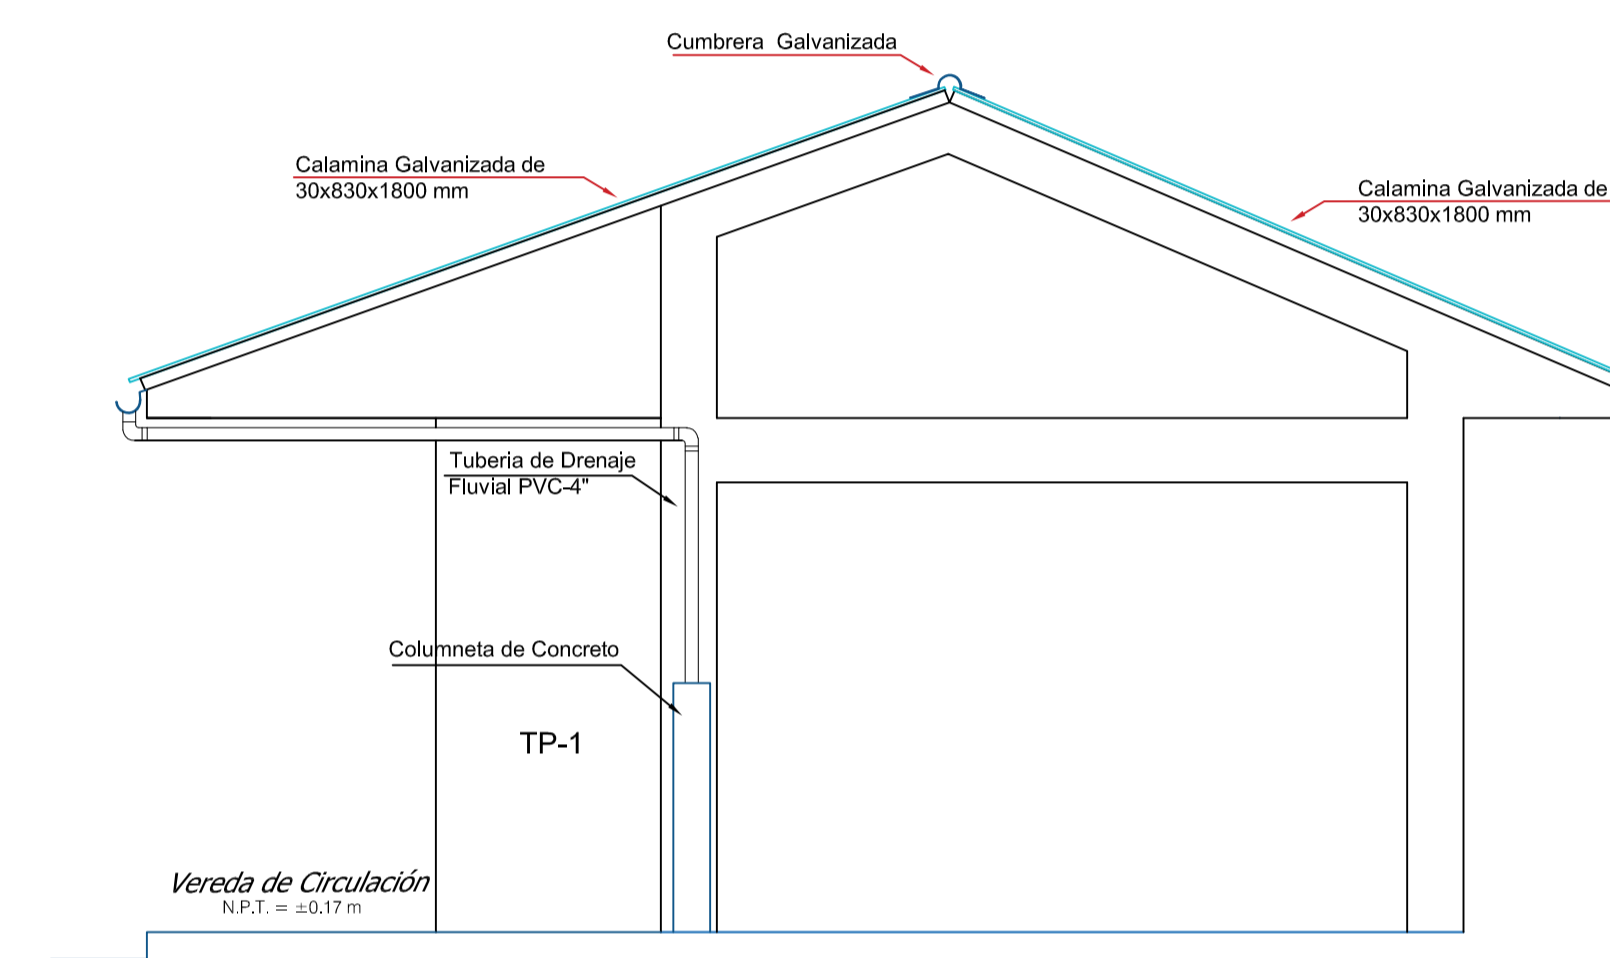 Cumbrera Galvanizada
Calamina Galvanizada de
30x830x1800 mm
Calamina Galvanizada de
30x830x1800 mm
Tuberia de Drenaje
Fluvial PVC-4"
Columneta de Concreto
TP-1
Vereda de Circulación
N.P.T. = ±0.17 m